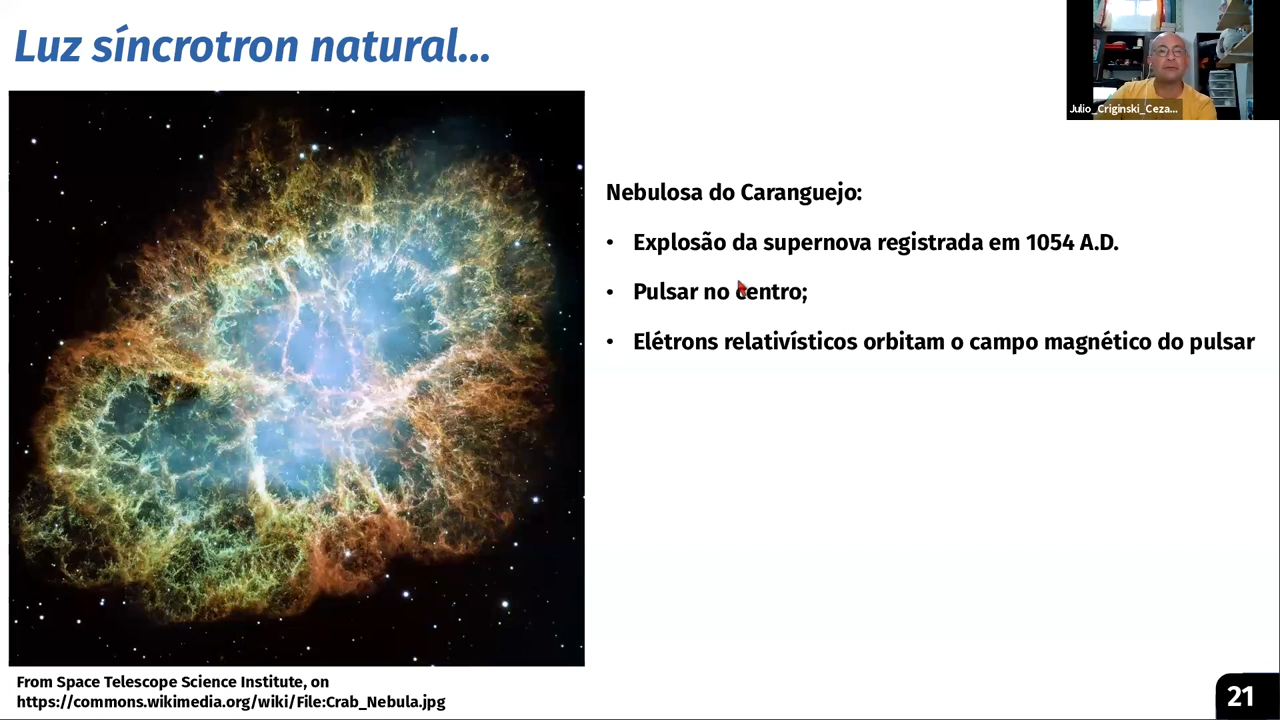 Luz síncrotron natural...
Julio_Criginski_Ceza...
Nebulosa do Caranguejo:
• Explosão da supernova registrada em 1054 A.D.
• Pulsar no centro;
• Elétrons relativísticos orbitam o campo magnético do pulsar
From Space Telescope Science Institute, on
https://commons.wikimedia.org/wiki/File:Crab_Nebula.jpg
21